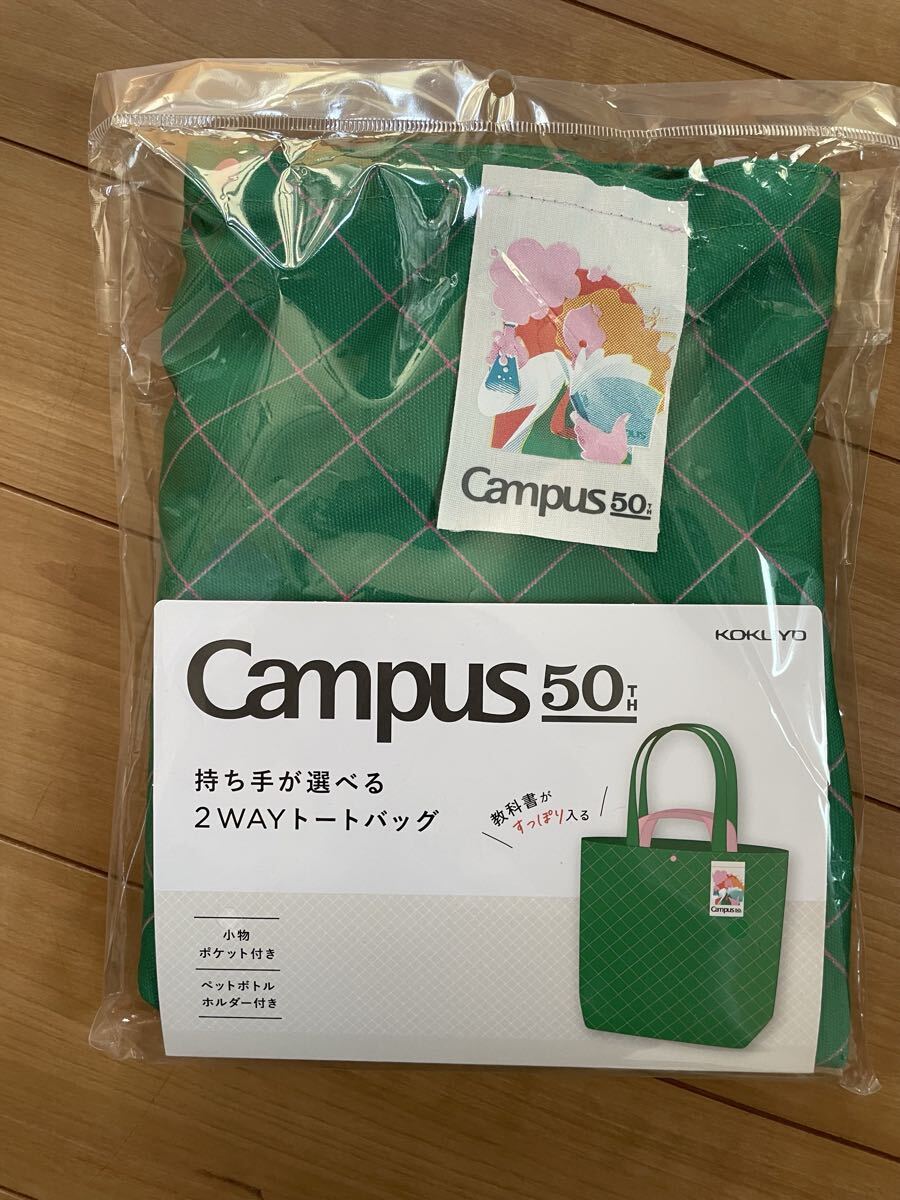 Campus 50TH
KOKUYO
Campus 50TH
持ち手が選べる
2WAYトートバッグ
教科書が
すっぽり入る
小物
ポケット付き
ペットボトル
ホルダー付き
Campus 50